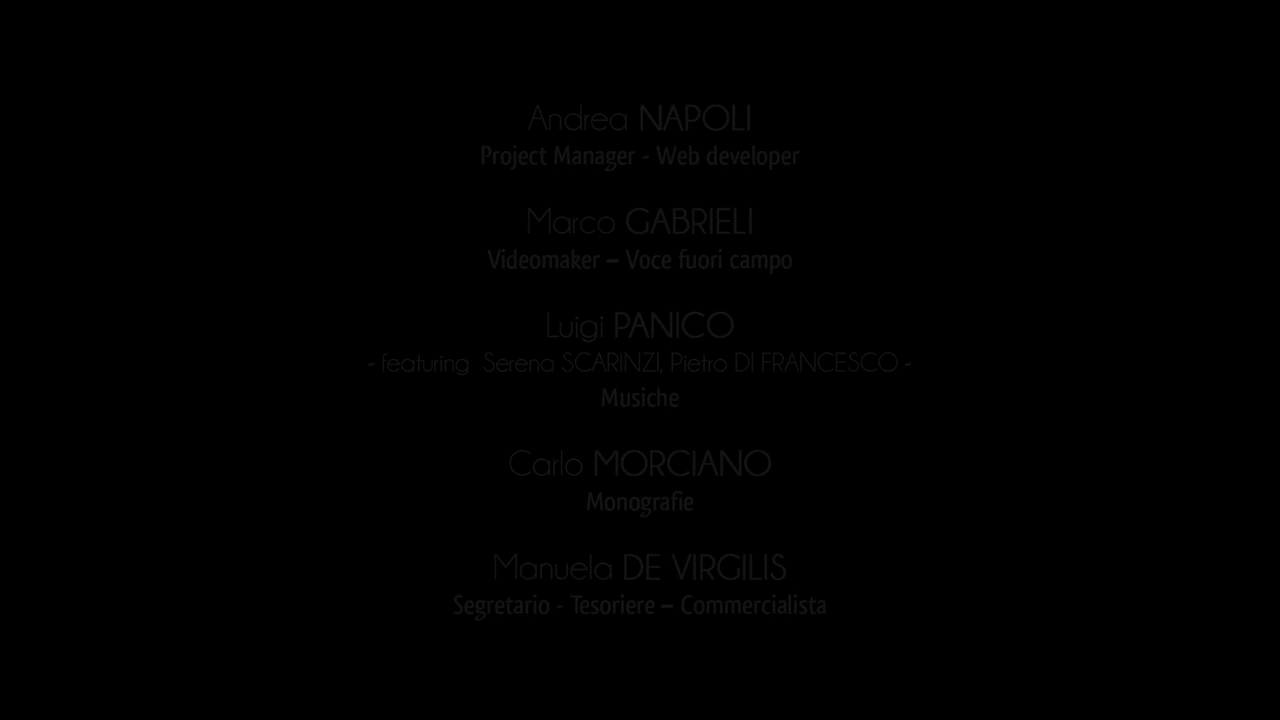 Andrea NAPOLI
Project Manager - Web developer
Marco GABRIELI
Videomaker – Voce fuori campo
Luigi PANICO
- featuring Serena SCARINZI, Pietro DI FRANCESCO -
Musiche
Carlo MORCIANO
Monografie
Manuela DE VIRGILIS
Segretario - Tesoriere – Commercialista